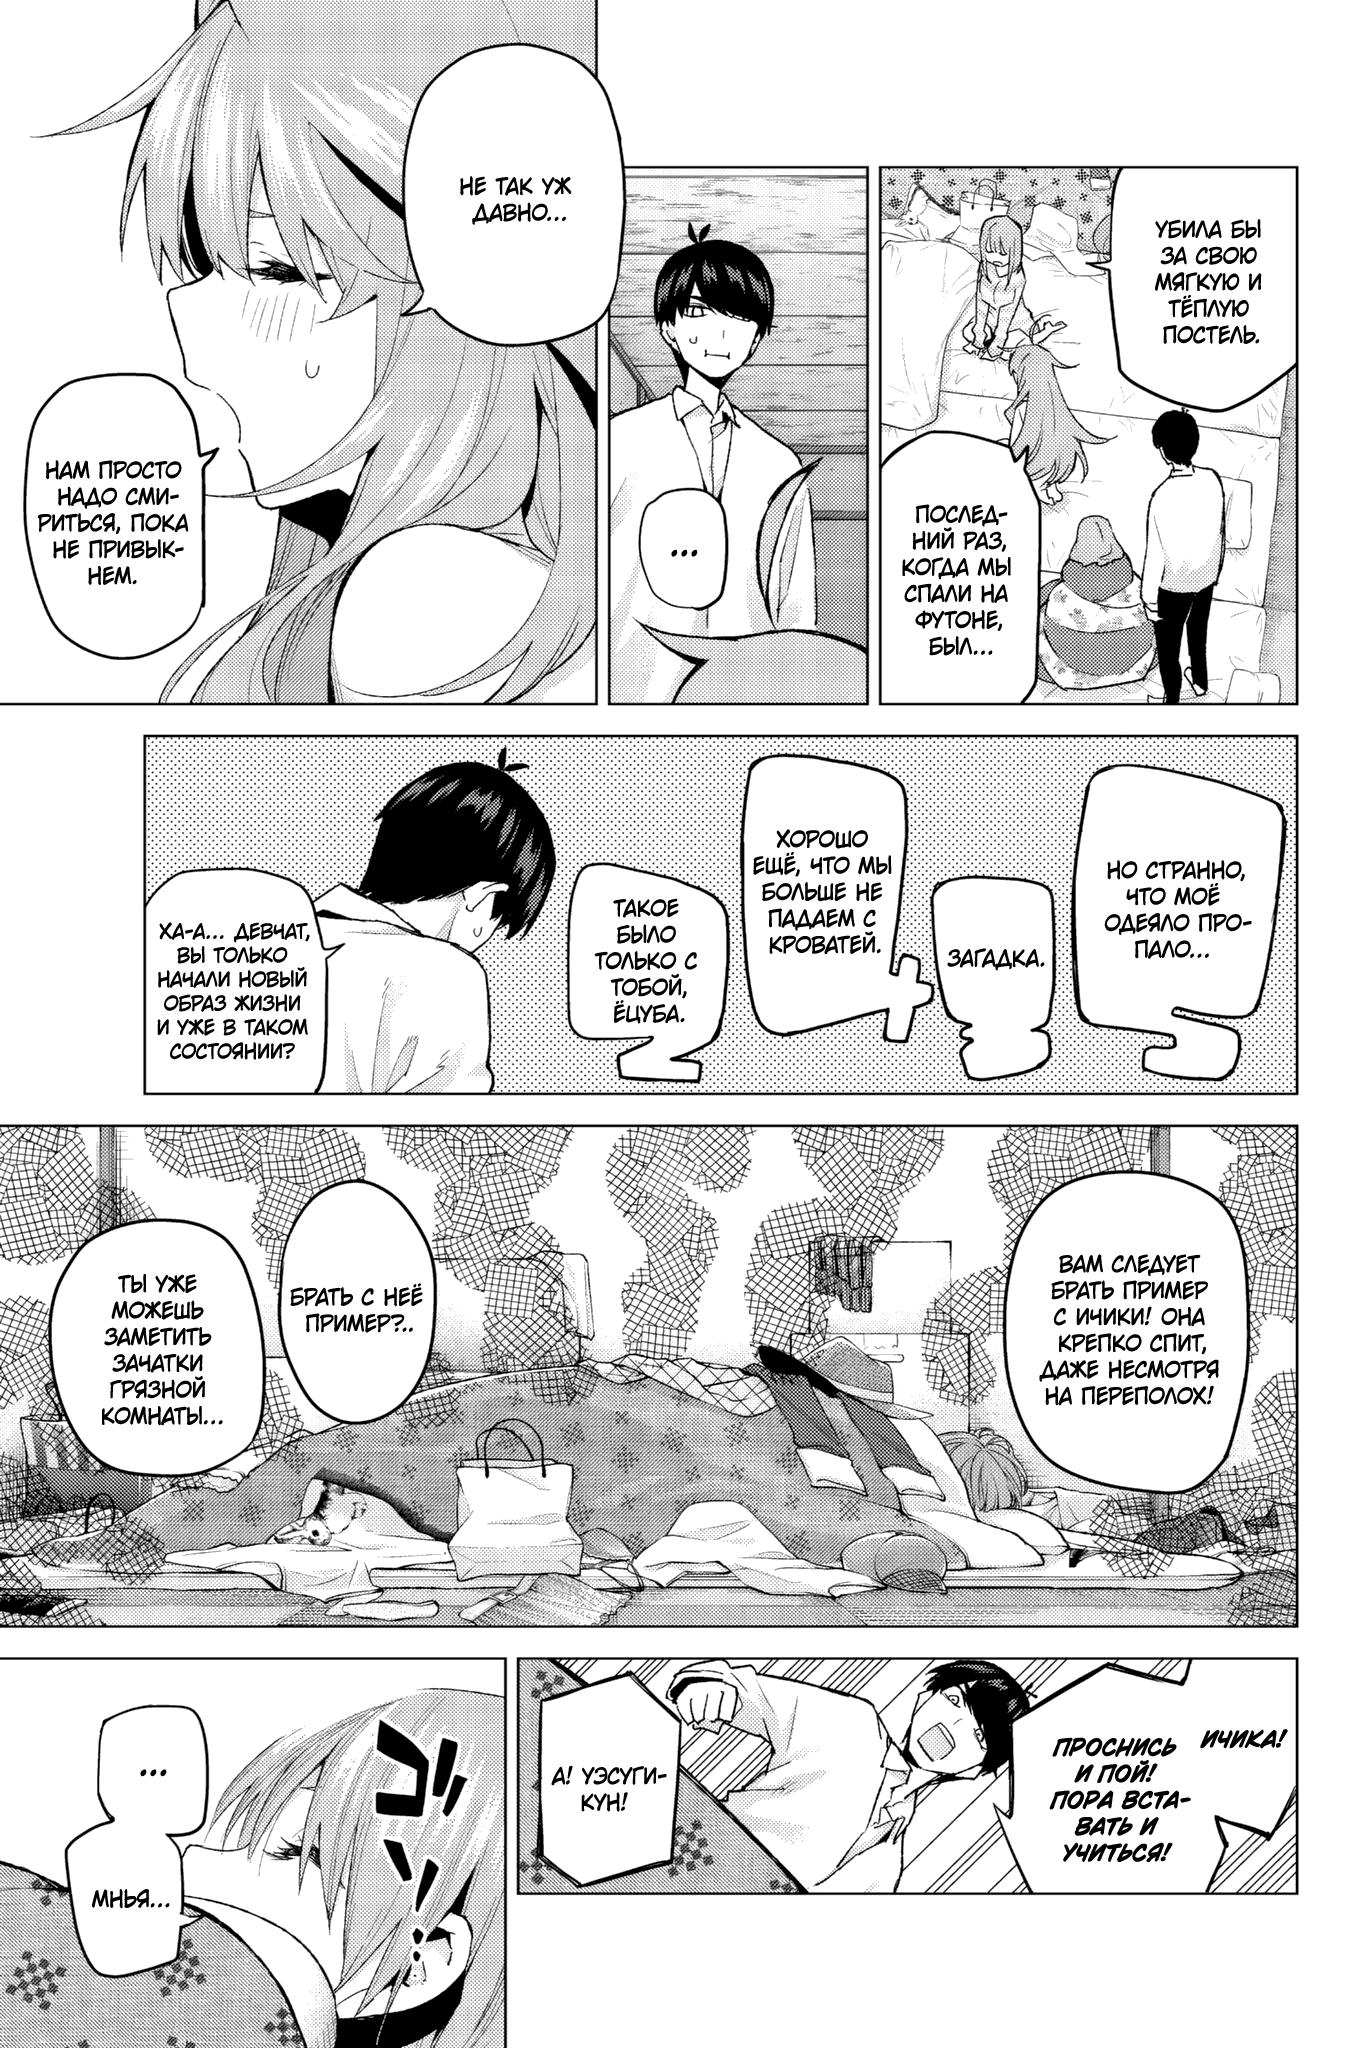 УБИЛА БЫ
ЗА СВОЮ
МЯГКУЮ И
ТЁПЛУЮ
ПОСТЕЛЬ.
ПОСЛЕД-
НИЙ РАЗ,
КОГДА МЫ
СПАЛИ НА
ФУТОНЕ,
БЫЛ...
...
НЕ ТАК УЖ
ДАВНО...
НАМ ПРОСТО
НАДО СМИ-
РИТЬСЯ, ПОКА
НЕ ПРИВЫК-
НЕМ.
НО СТРАННО,
ЧТО МОЁ
ОДЕЯЛО ПРО-
ПАЛО...
ЗАГАДКА.
ХОРОШО
ЕЩЁ, ЧТО МЫ
БОЛЬШЕ НЕ
ПАДАЕМ С
КРОВАТЕЙ.
ТАКОЕ
БЫЛО
ТОЛЬКО С
ТОБОЙ,
ЁЦУБА.
ХА-А... ДЕВЧАТ,
ВЫ ТОЛЬКО
НАЧАЛИ НОВЫЙ
ОБРАЗ ЖИЗНИ
И УЖЕ В ТАКОМ
СОСТОЯНИИ?
ВАМ СЛЕДУЕТ
БРАТЬ ПРИМЕР
С ИЧИКИ! ОНА
КРЕПКО СПИТ,
ДАЖЕ НЕСМОТРЯ
НА ПЕРЕПОЛОХ!
БРАТЬ С НЕЁ
ПРИМЕР?..
ТЫ УЖЕ
МОЖЕШЬ
ЗАМЕТИТЬ
ЗАЧАТКИ
ГРЯЗНОЙ
КОМНАТЫ...
ИЧИКА!
ПРОСНИСЬ
И ПОЙ!
ПОРА ВСТА-
ВАТЬ И
УЧИТЬСЯ!
А! УЭСУГИ-
КУН!
...
МНЬЯ...